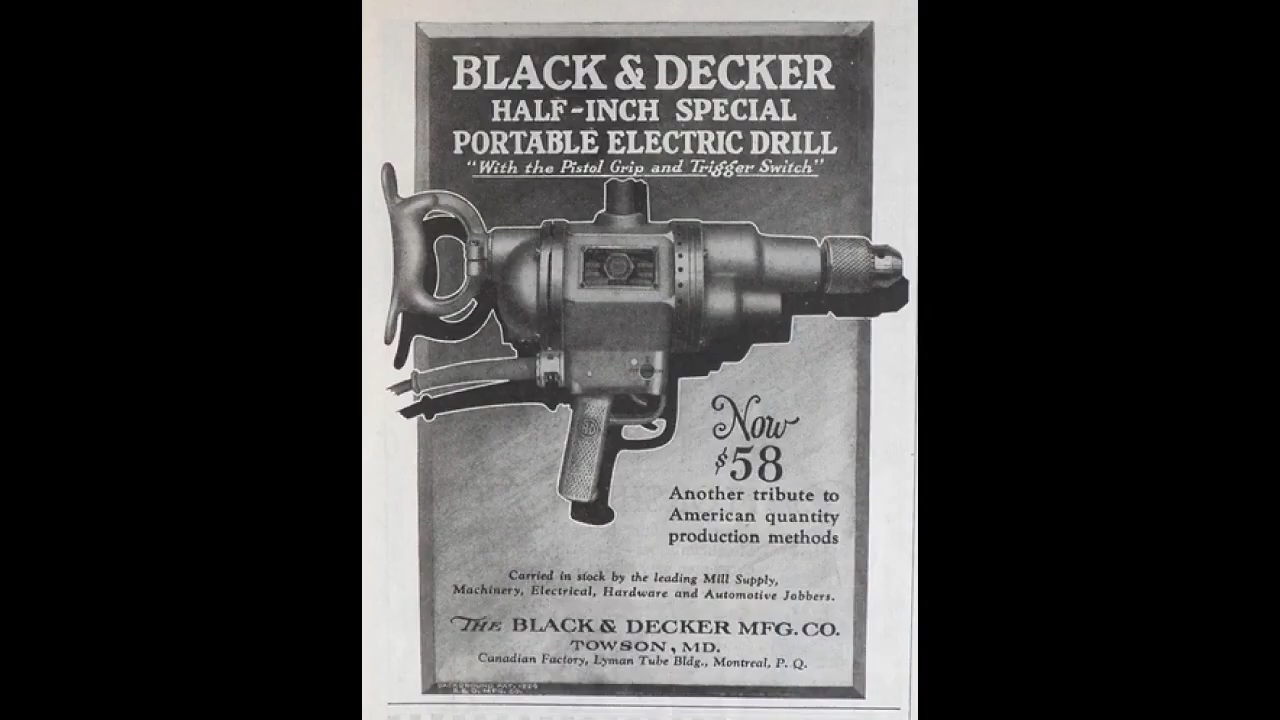 BLACK & DECKER
HALF-INCH SPECIAL
PORTABLE ELECTRIC DRILL
"With the Pistol Grip and Trigger Switch"
Now
$58
Another tribute to
American quantity
production methods
Carried in stock by the leading Mill Supply,
Machinery, Electrical, Hardware and Automotive Jobbers.
THE BLACK & DECKER MFG. CO.
TOWSON, MD.
Canadian Factory, Lyman Tube Bldg., Montreal, P. Q.